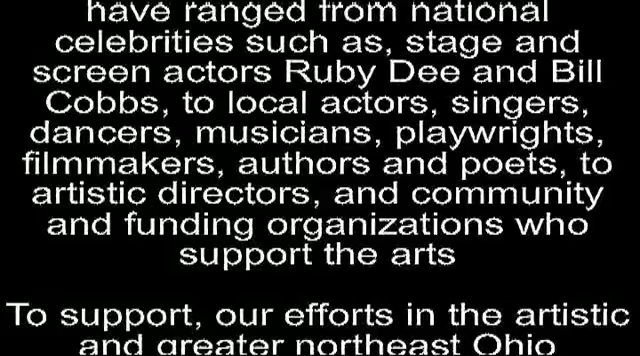 have ranged from national
celebrities such as, stage and
screen actors Ruby Dee and Bill
Cobbs, to local actors, singers,
dancers, musicians, playwrights,
filmmakers, authors and poets, to
artistic directors, and community
and funding organizations who
support the arts
To support, our efforts in the artistic
and greater northeast Ohio